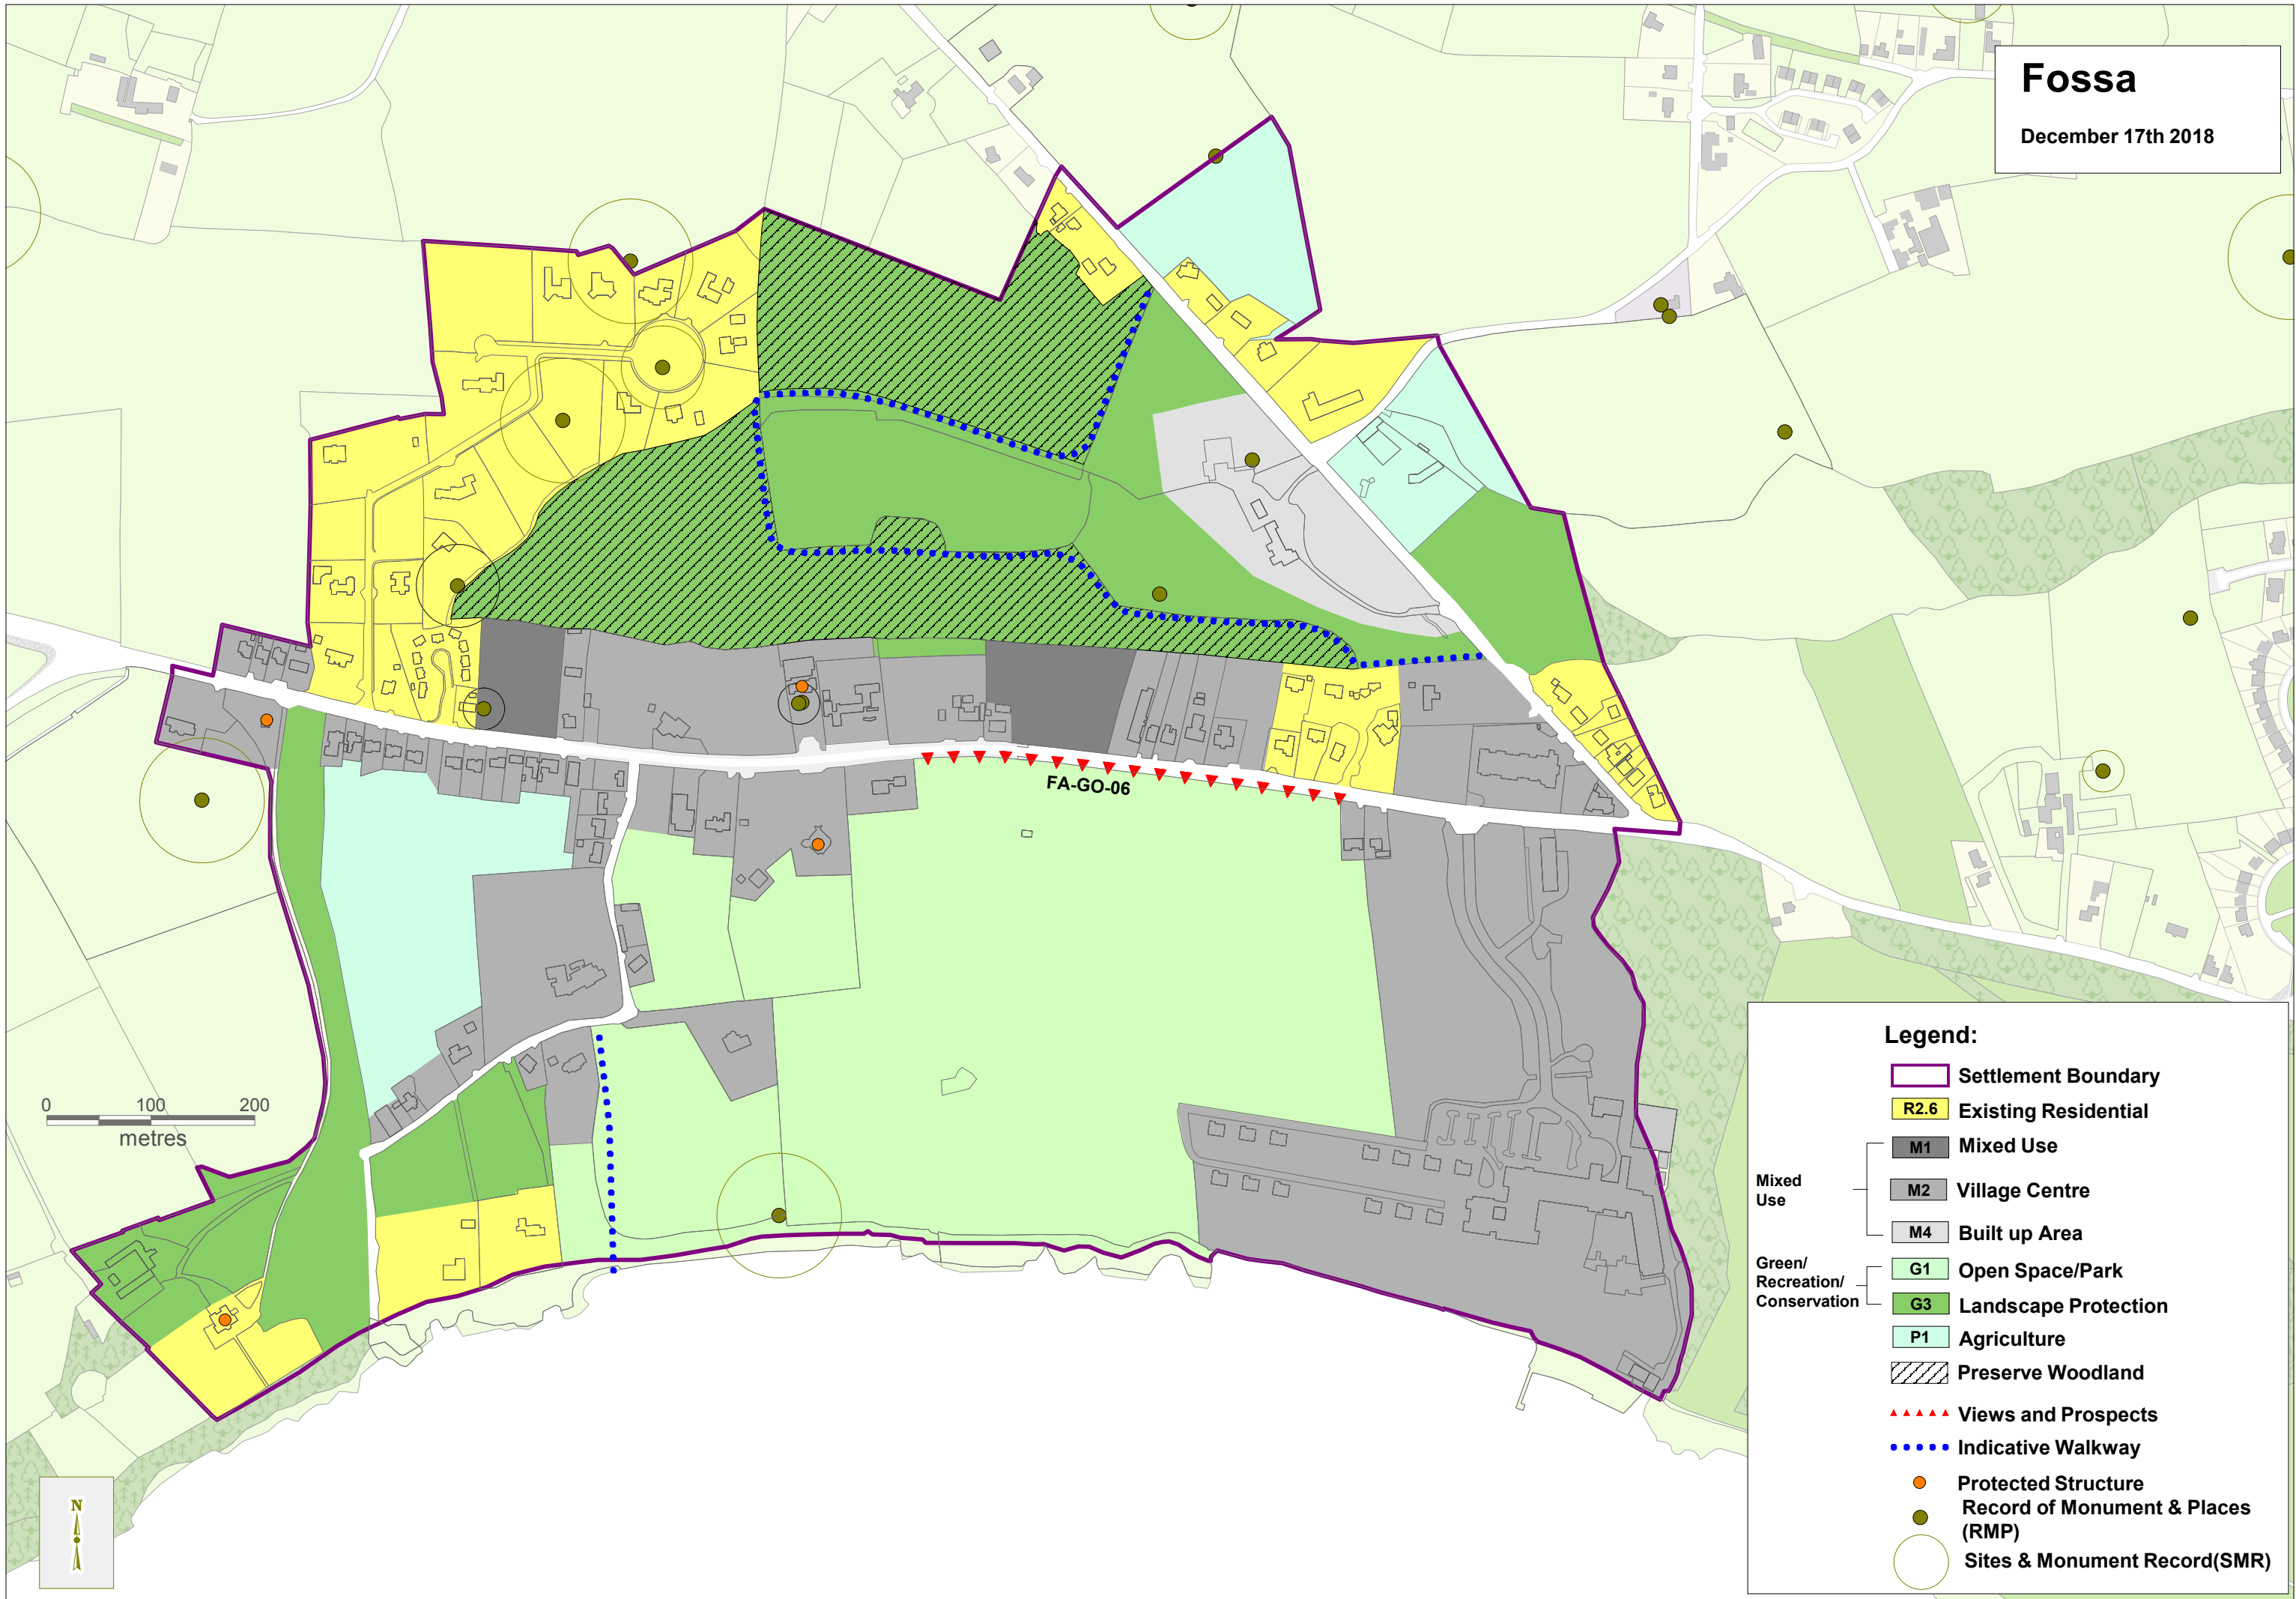 Fossa
December 17th 2018
FA-GO-06
0 100 200
metres
N
Legend:
Settlement Boundary
R2.6 Existing Residential
Mixed
Use
M1 Mixed Use
M2 Village Centre
M4 Built up Area
Green/
Recreation/
Conservation
G1 Open Space/Park
G3 Landscape Protection
P1 Agriculture
Preserve Woodland
Views and Prospects
Indicative Walkway
Protected Structure
Record of Monument & Places
(RMP)
Sites & Monument Record(SMR)